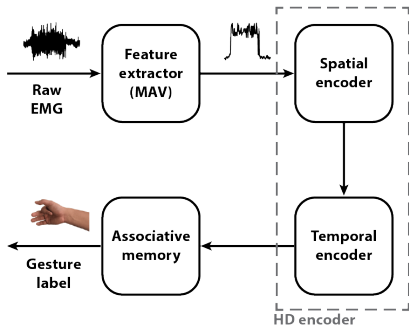 Raw
EMG
Feature
extractor
(MAV)
Spatial
encoder
Temporal
encoder
Associative
memory
Gesture
label
HD encoder